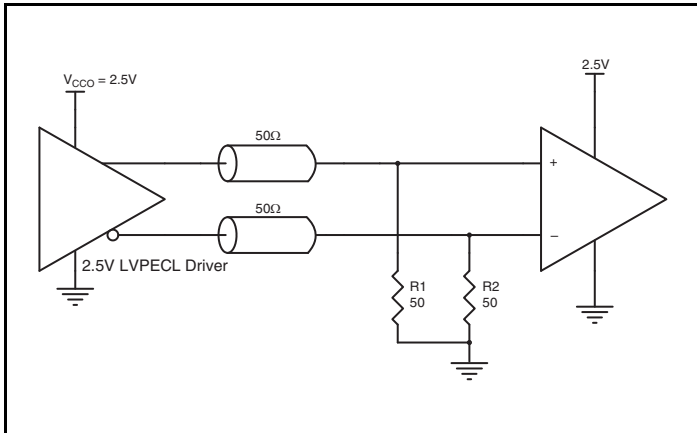 V_CCO = 2.5V
2.5V
50Ω
+
50Ω
–
2.5V LVPECL Driver
R1
50
R2
50